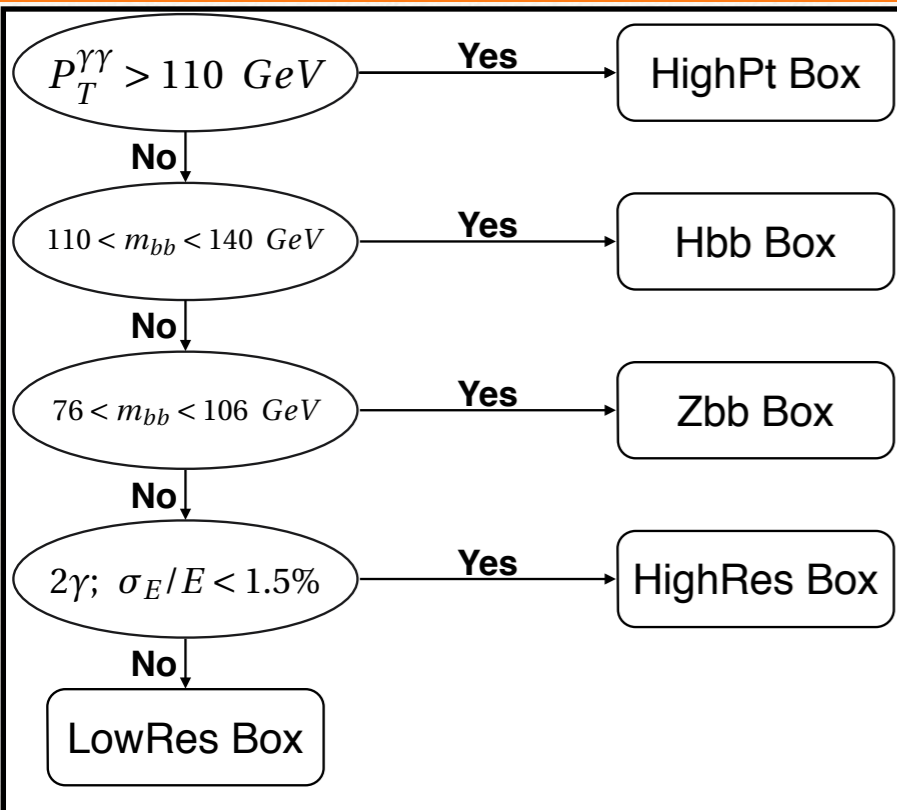 P_T^{γγ} > 110 GeV
Yes
HighPt Box
No
110 < m_{bb} < 140 GeV
Yes
Hbb Box
No
76 < m_{bb} < 106 GeV
Yes
Zbb Box
No
2γ; σ_E/E < 1.5%
Yes
HighRes Box
No
LowRes Box